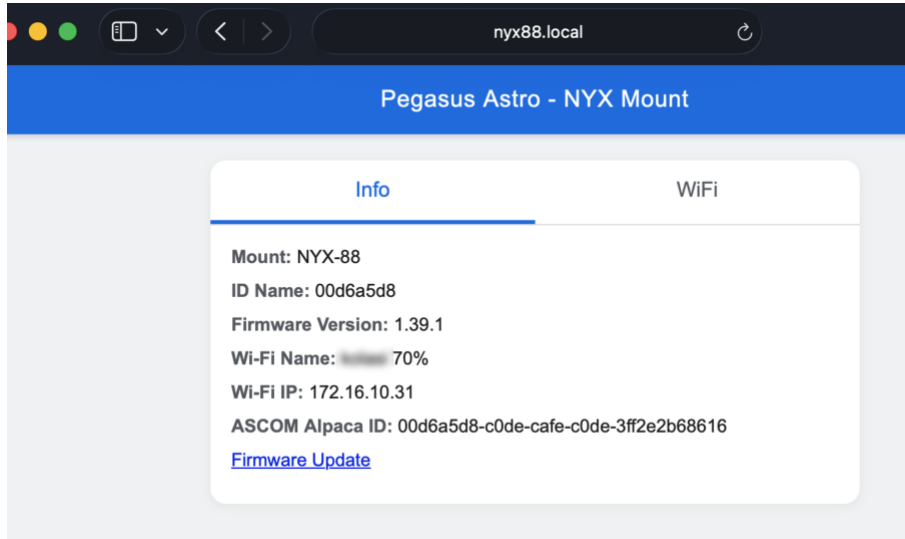 nyx88.local
Pegasus Astro - NYX Mount
Info
WiFi
Mount: NYX-88
ID Name: 00d6a5d8
Firmware Version: 1.39.1
Wi-Fi Name: 70%
Wi-Fi IP: 172.16.10.31
ASCOM Alpaca ID: 00d6a5d8-c0de-cafe-c0de-3ff2e2b68616
Firmware Update